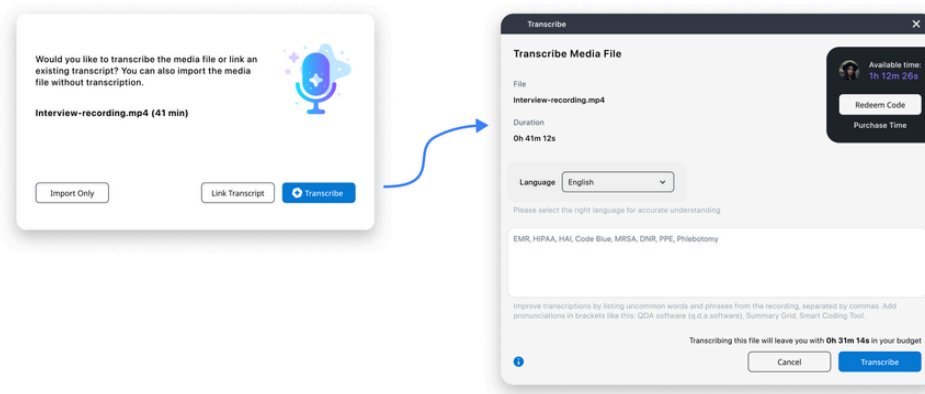 Would you like to transcribe the media file or link an
existing transcript? You can also import the media
file without transcription.
Interview-recording.mp4 (41 min)
Import Only
Link Transcript
Transcribe
Transcribe
Transcribe Media File
File
Interview-recording.mp4
Duration
0h 41m 12s
Available time:
1h 12m 26s
Redeem Code
Purchase Time
Language
English
Please select the right language for accurate understanding
EMR, HIPAA, HAI, Code Blue, MRSA, DNR, PPE, Phlebotomy
Improve transcriptions by listing uncommon words and phrases from the recording, separated by commas. Add
pronunciations in brackets like this: QDA software (q.d.a.software), Summary Grid, Smart Coding Tool.
Transcribing this file will leave you with 0h 31m 14s in your budget
Cancel
Transcribe